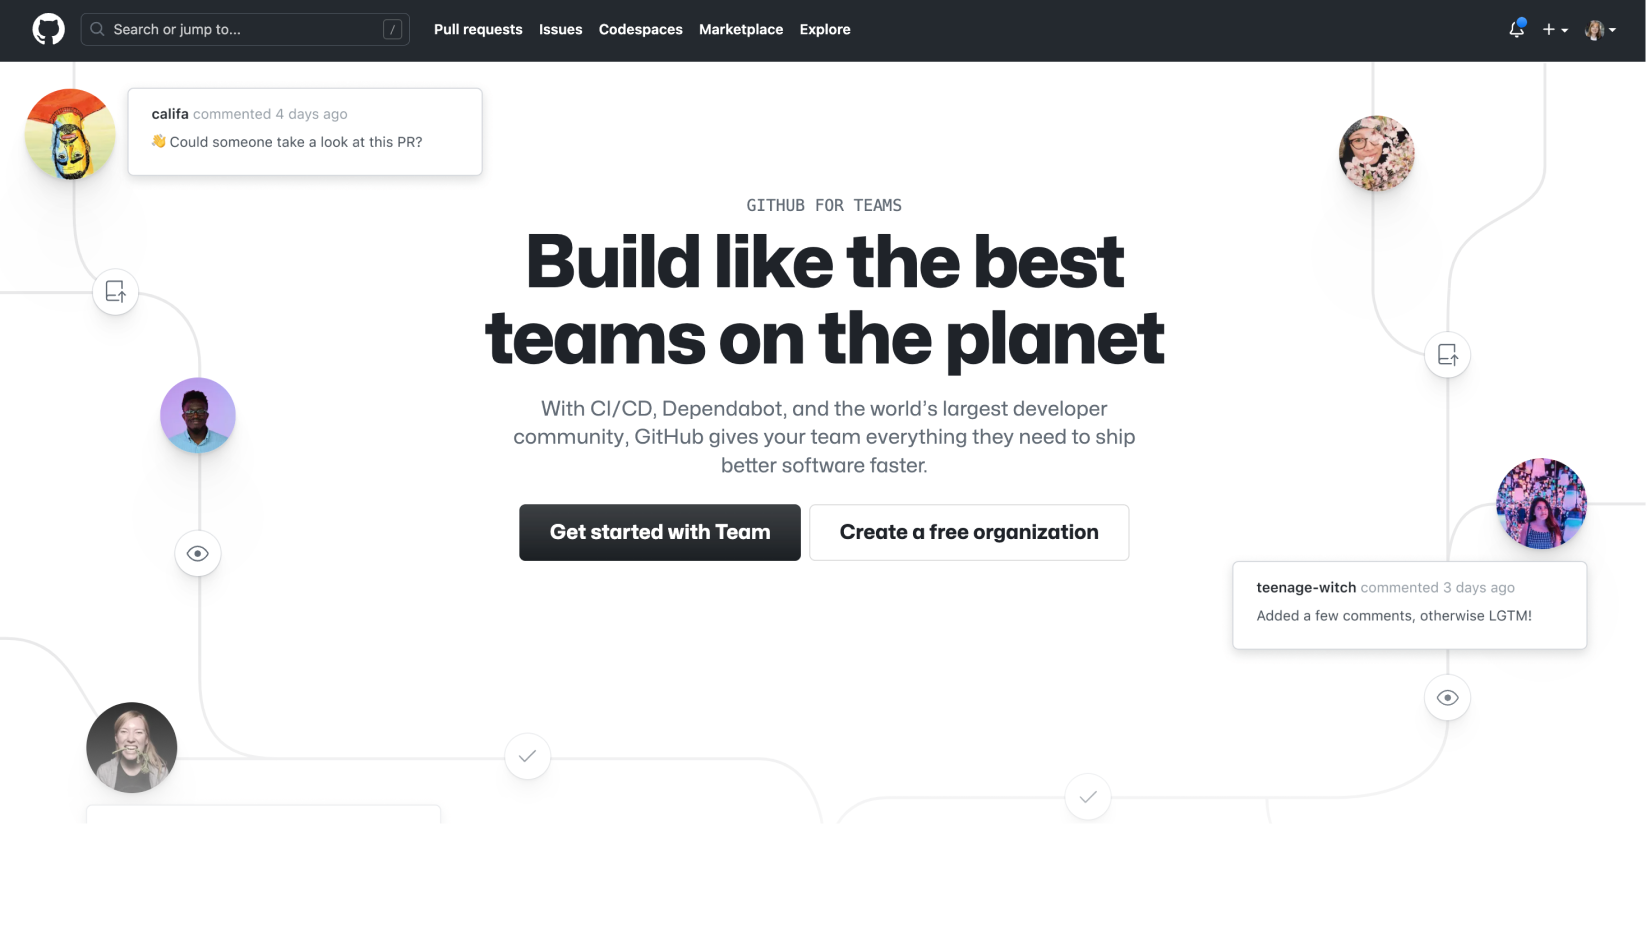 Search or jump to...
/
Pull requests
Issues
Codespaces
Marketplace
Explore
califa commented 4 days ago
👋 Could someone take a look at this PR?
GITHUB FOR TEAMS
Build like the best
teams on the planet
With CI/CD, Dependabot, and the world’s largest developer
community, GitHub gives your team everything they need to ship
better software faster.
Get started with Team
Create a free organization
teenage-witch commented 3 days ago
Added a few comments, otherwise LGTM!